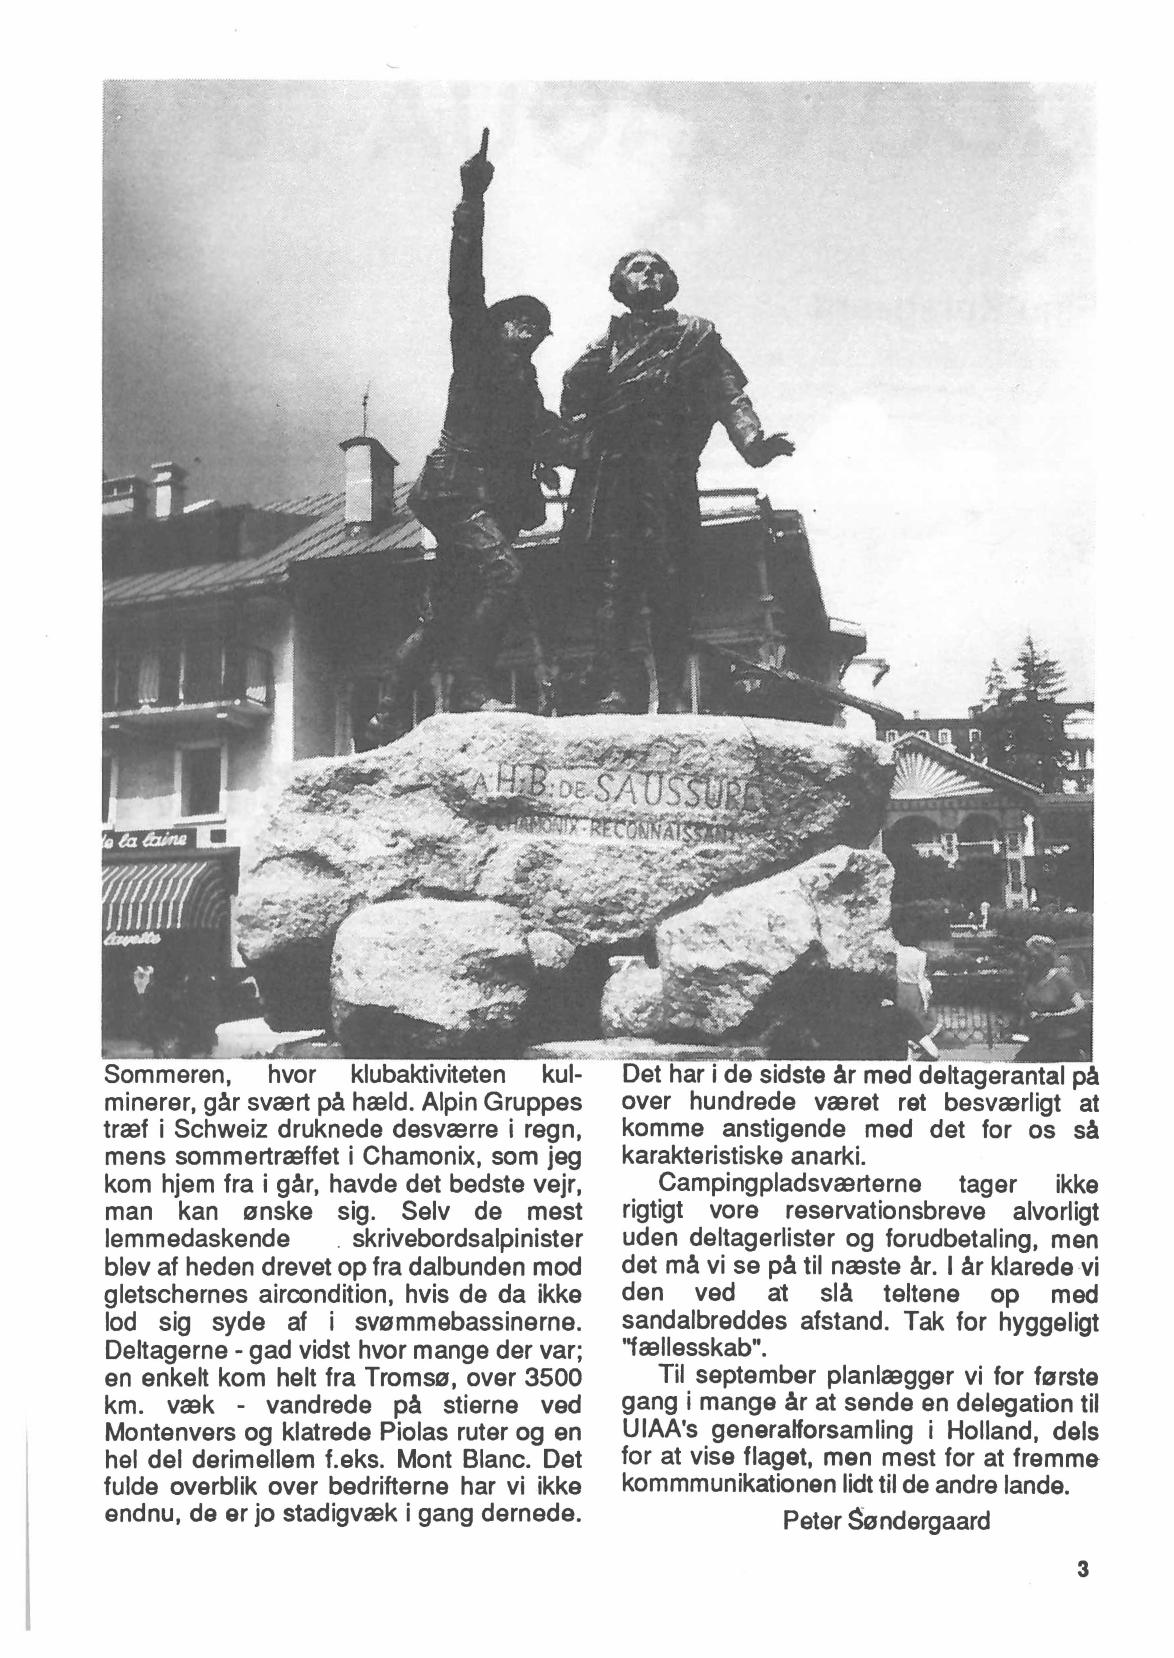 A·H·B·DE SAUSSURE
CHAMONIX·RECONNAISSANT
de la laine
layette
Sommeren, hvor klubaktiviteten kul-
minerer, går svært på hæld. Alpin Gruppes
træf i Schweiz druknede desværre i regn,
mens sommertræffet i Chamonix, som jeg
kom hjem fra i går, havde det bedste vejr,
man kan ønske sig. Selv de mest
lemmedaskende skrivebordsalpinister
blev af heden drevet op fra dalbunden mod
gletschernes aircondition, hvis de da ikke
lod sig syde af i svømmebassinerne.
Deltagerne - gad vidst hvor mange der var;
en enkelt kom helt fra Tromsø, over 3500
km. væk - vandrede på stierne ved
Montenvers og klatrede Piolas ruter og en
hel del derimellem f.eks. Mont Blanc. Det
fulde overblik over bedrifterne har vi ikke
endnu, de er jo stadigvæk i gang dernede.
Det har i de sidste år med deltagerantal på
over hundrede været ret besværligt at
komme anstigende med det for os så
karakteristiske anarki.
Campingpladsværterne tager ikke
rigtigt vore reservationsbreve alvorligt
uden deltagerlister og forudbetaling, men
det må vi se på til næste år. I år klarede vi
den ved at slå teltene op med
sandalbreddes afstand. Tak for hyggeligt
"fællesskab".
Til september planlægger vi for første
gang i mange år at sende en delegation til
UIAA's generalforsamling i Holland, dels
for at vise flaget, men mest for at fremme
kommmunikationen lidt til de andre lande.
Peter Søndergaard
3